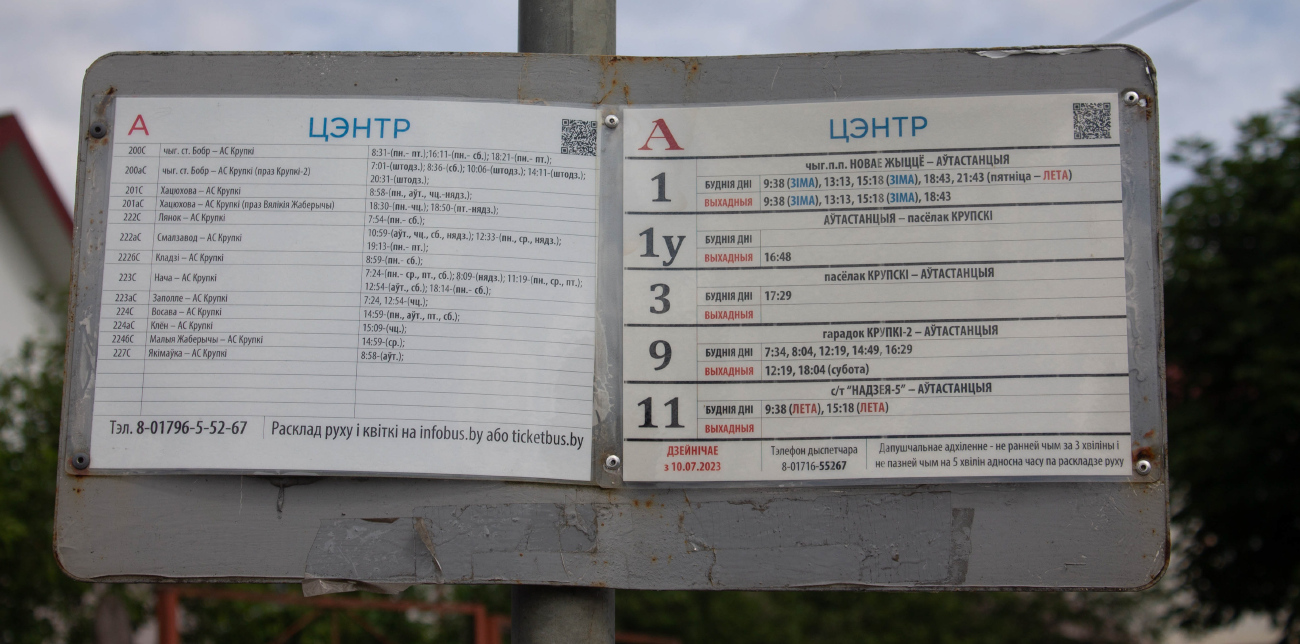 А ЦЭНТР
200С чыг. ст. Бобр – АС Крупкі 8:31-(пн.- пт.);16:11-(пн.- сб.); 18:21-(пн.- пт.);
200аС чыг. ст. Бобр – АС Крупкі (праз Крупкі-2) 7:01-(штодз.); 8:36-(сб.); 10:06-(штодз.); 14:11-(штодз.);
20:31-(штодз.);
201С Хацюхова – АС Крупкі 8:58-(пн., аўт., чц.-нядз.);
201аС Хацюхова – АС Крупкі (праз Вялікія Жаберычы) 18:30-(пн.-чц.); 18:50-(пт.-нядз.);
222С Лянок – АС Крупкі 7:54-(пн.- сб.);
222аС Смалзавод – АС Крупкі 10:59-(аўт., чц., сб., нядз.); 12:33-(пн., ср., нядз.);
19:13-(пн.- пт.);
222бС Кладзі – АС Крупкі 8:59-(пн.- сб.);
223С Нача – АС Крупкі 7:24-(пн.- ср., пт., сб.); 8:09-(нядз.); 11:19-(пн., ср., пт.);
12:54-(аўт., сб.); 18:14-(пн.- сб.);
223аС Заполле – АС Крупкі 7:24, 12:54-(чц.);
224С Восава – АС Крупкі 14:59-(пн., аўт., пт., сб.);
224аС Клён – АС Крупкі 15:09-(чц.);
224бС Малыя Жаберычы – АС Крупкі 14:59-(ср.);
227С Якімаўка – АС Крупкі 8:58-(аўт.);
Тэл. 8-01796-5-52-67 Расклад руху і квіткі на infobus.by або ticketbus.by
А ЦЭНТР
1 чыг.п.п. НОВАЕ ЖЫЦЦЁ – АЎТАСТАНЦЫЯ
БУДНІЯ ДНІ 9:38 (ЗІМА), 13:13, 15:18 (ЗІМА), 18:43, 21:43 (пятніца – ЛЕТА)
ВЫХАДНЫЯ 9:38 (ЗІМА), 13:13, 15:18 (ЗІМА), 18:43
1у АЎТАСТАНЦЫЯ – пасёлак КРУПСКІ
БУДНІЯ ДНІ
ВЫХАДНЫЯ 16:48
3 пасёлак КРУПСКІ – АЎТАСТАНЦЫЯ
БУДНІЯ ДНІ 17:29
ВЫХАДНЫЯ
9 гарадок КРУПКІ-2 – АЎТАСТАНЦЫЯ
БУДНІЯ ДНІ 7:34, 8:04, 12:19, 14:49, 16:29
ВЫХАДНЫЯ 12:19, 18:04 (субота)
11 с/т "НАДЗЕЯ-5" – АЎТАСТАНЦЫЯ
БУДНІЯ ДНІ 9:38 (ЛЕТА), 15:18 (ЛЕТА)
ВЫХАДНЫЯ
ДЗЕЙНІЧАЕ
з 10.07.2023
Тэлефон дыспетчара
8-01716-55267
Дапушчальнае адхіленне - не ранней чым за 3 хвіліны і
не пазней чым на 5 хвілін адносна часу па раскладзе руху